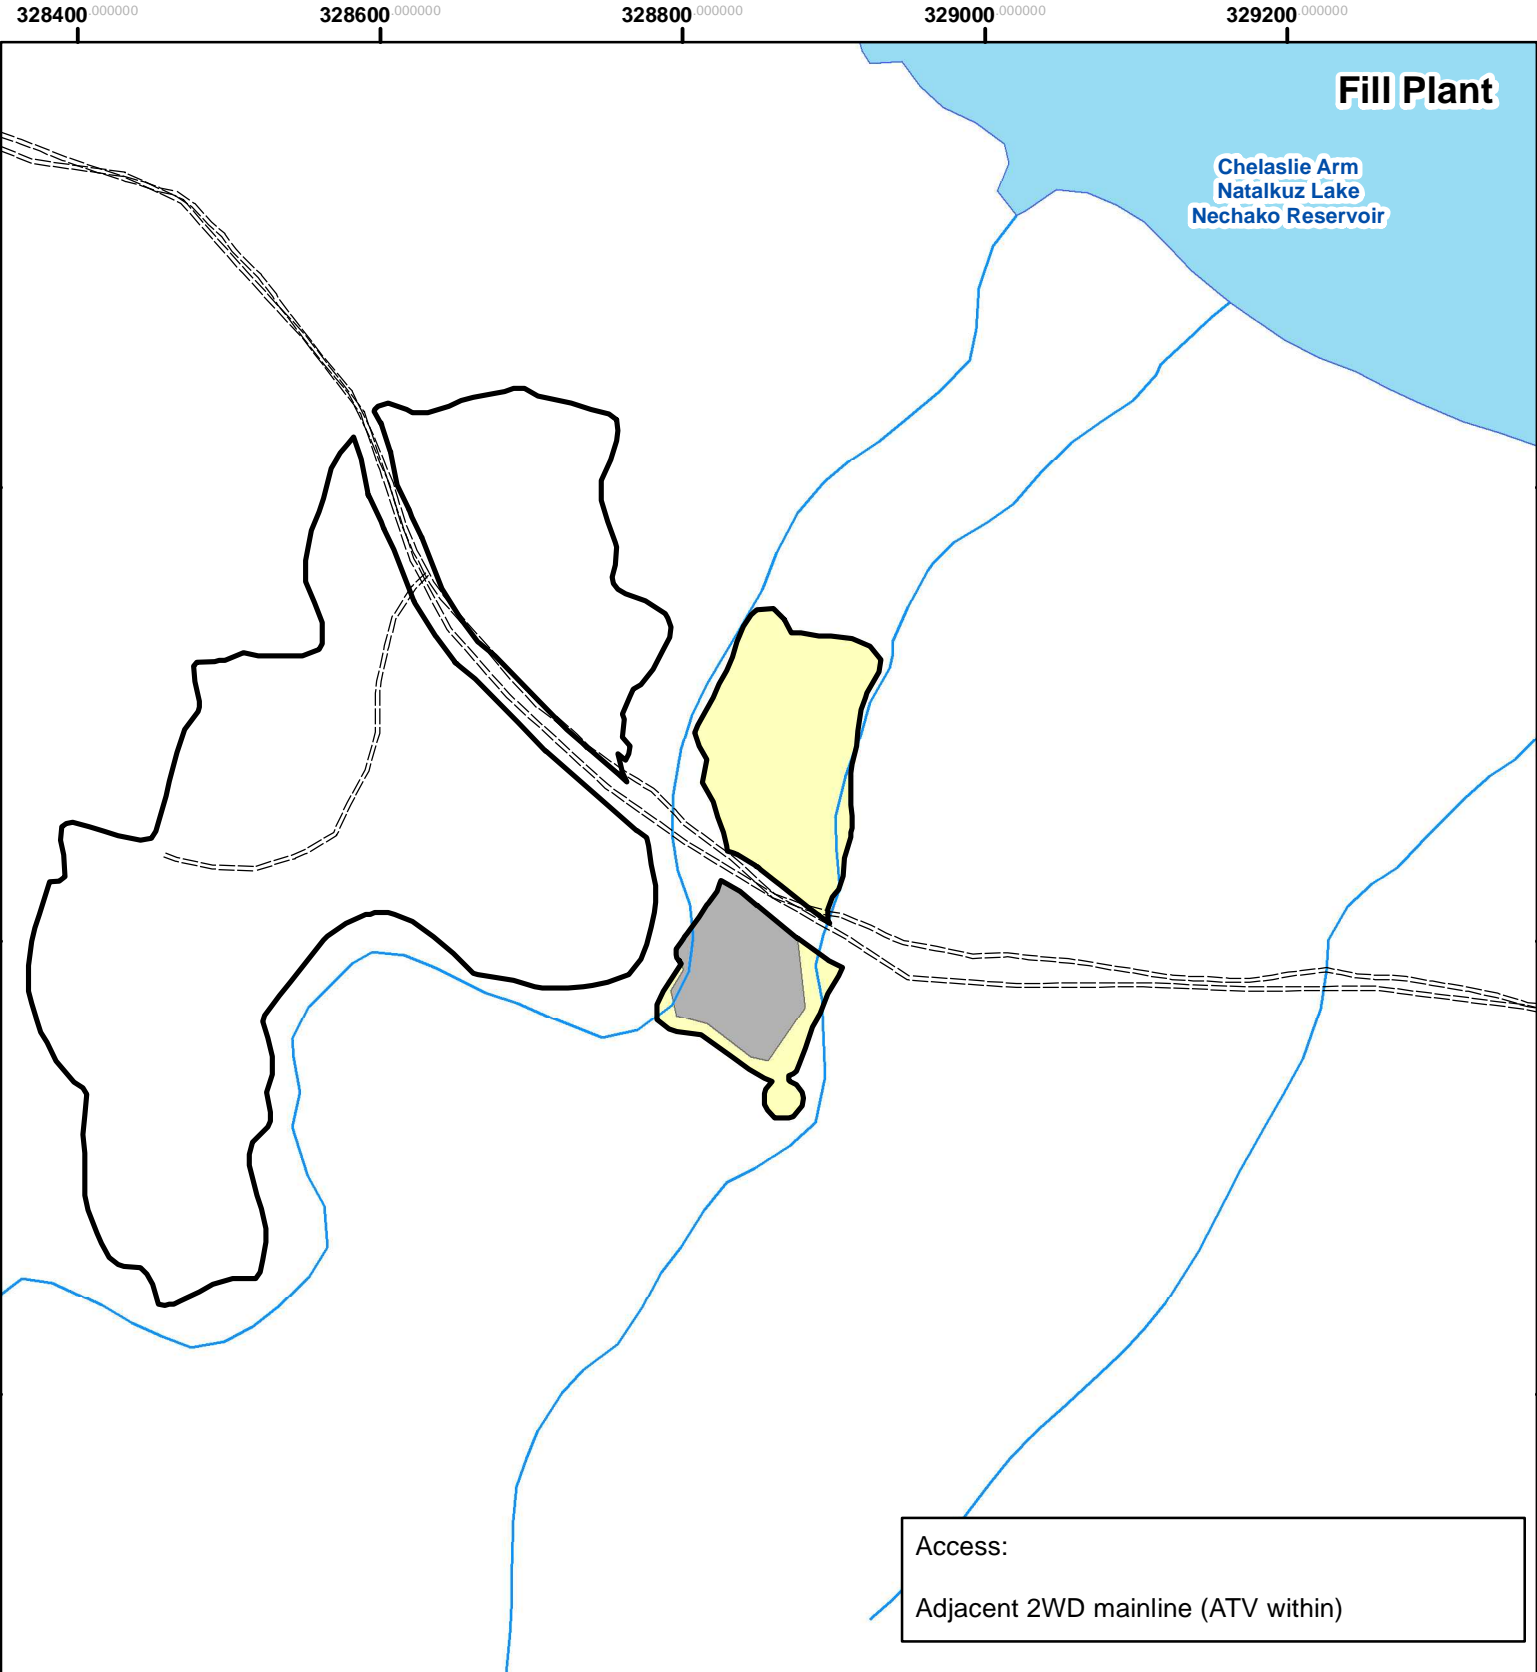 328400.000000 328600.000000 328800.000000 329000.000000 329200.000000
Fill Plant
Chelaslie Arm
Natalkuz Lake
Nechako Reservoir
Access:
Adjacent 2WD mainline (ATV within)